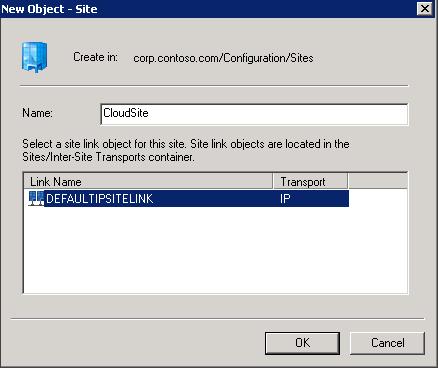 New Object - Site
Create in: corp.contoso.com/Configuration/Sites
Name: CloudSite
Select a site link object for this site. Site link objects are located in the
Sites/Inter-Site Transports container.
Link Name Transport
DEFAULTIPSITELINK IP
OK Cancel